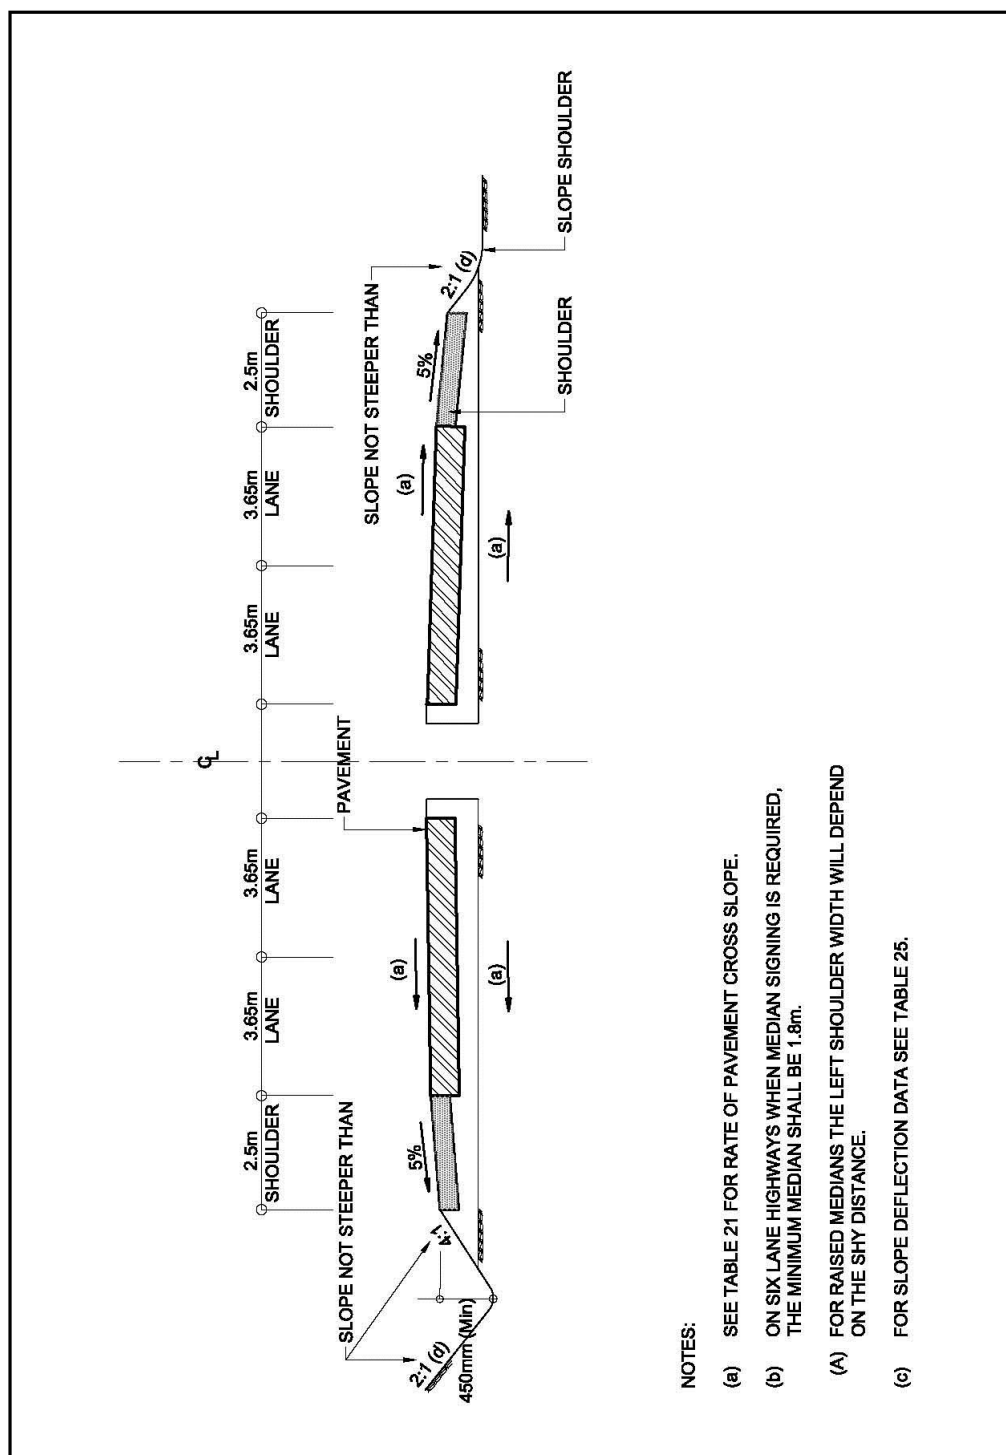 ℄
2.5m
SHOULDER
3.65m
LANE
3.65m
LANE
3.65m
LANE
3.65m
LANE
2.5m
SHOULDER
SLOPE NOT STEEPER THAN
PAVEMENT
SLOPE NOT STEEPER THAN
2:1 (d)
4:1
5%
(a)
(a)
5%
2:1 (d)
450mm (Min)
(a)
(a)
SHOULDER
SLOPE SHOULDER
NOTES:
(a) SEE TABLE 21 FOR RATE OF PAVEMENT CROSS SLOPE.
(b) ON SIX LANE HIGHWAYS WHEN MEDIAN SIGNING IS REQUIRED,
THE MINIMUM MEDIAN SHALL BE 1.8m.
(A) FOR RAISED MEDIANS THE LEFT SHOULDER WIDTH WILL DEPEND
ON THE SHY DISTANCE.
(c) FOR SLOPE DEFLECTION DATA SEE TABLE 25.